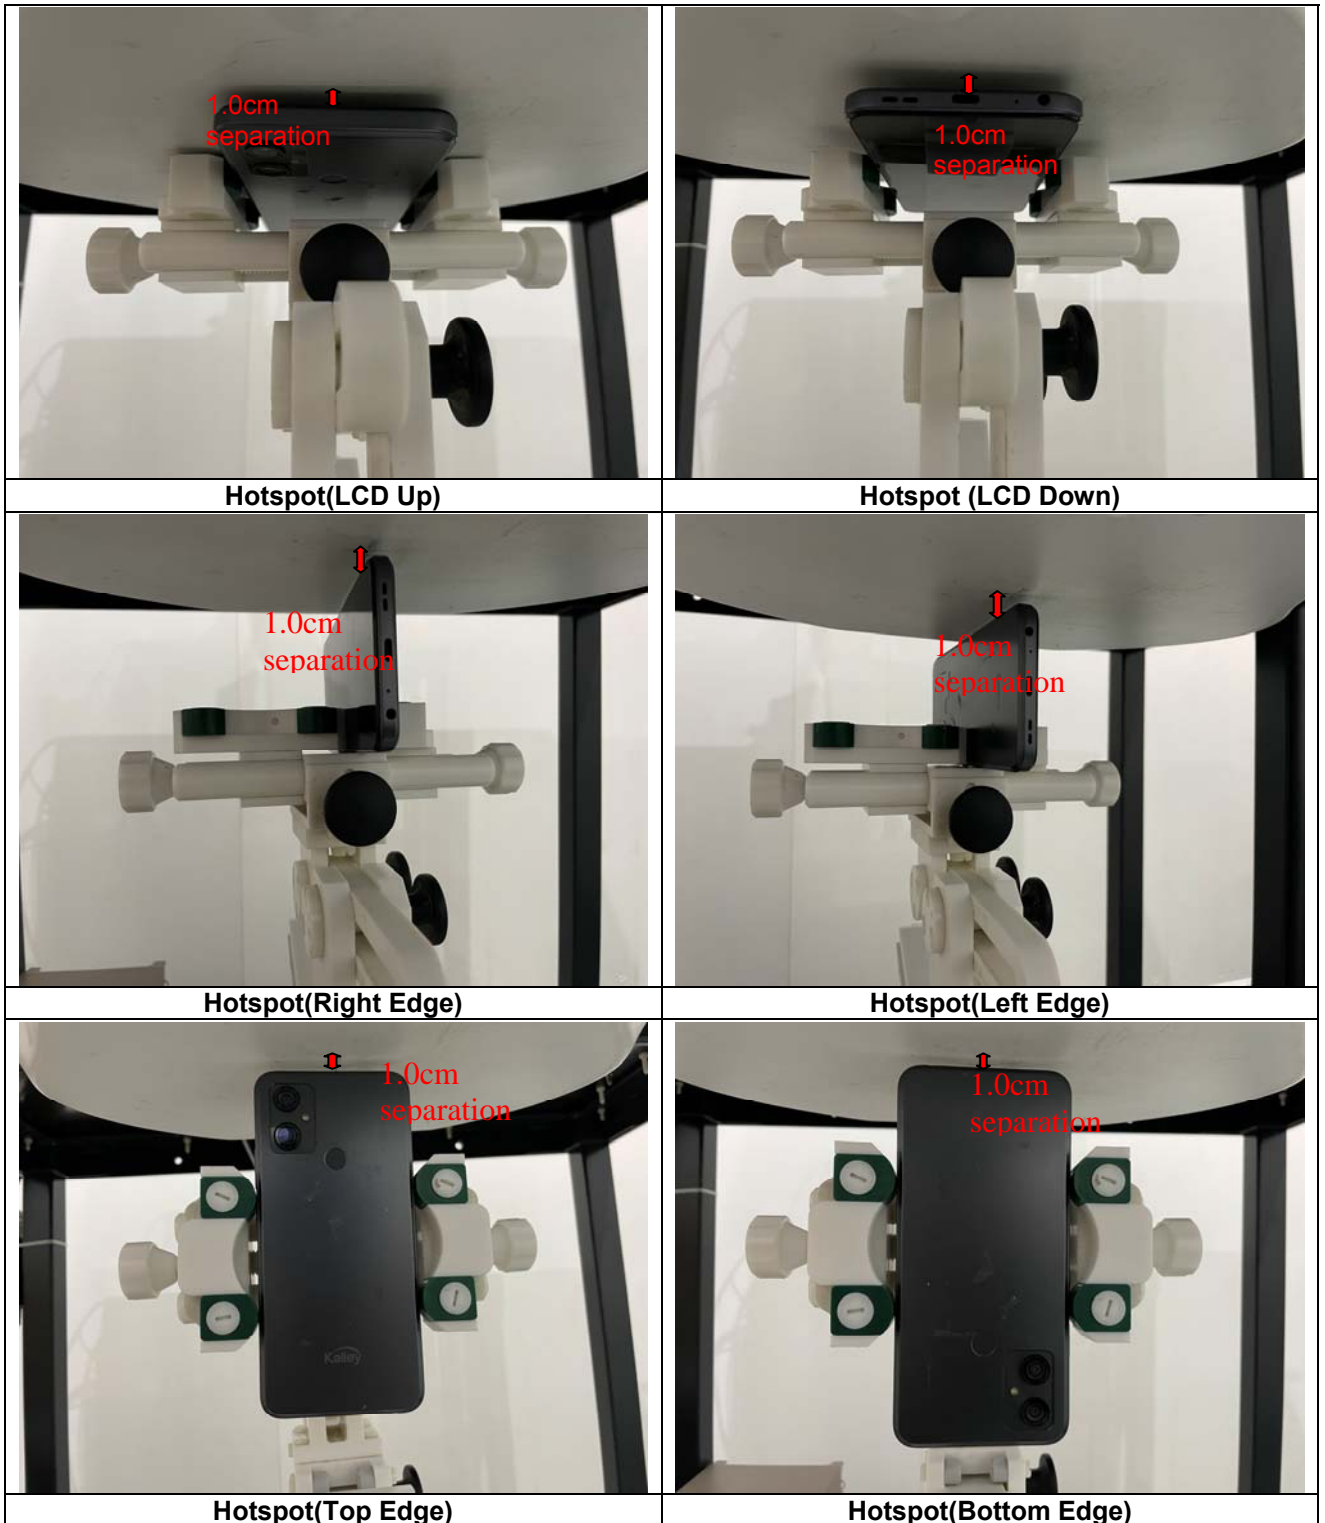 1.0cm
separation
1.0cm
separation
Hotspot(LCD Up)
Hotspot (LCD Down)
1.0cm
separation
1.0cm
separation
Hotspot(Right Edge)
Hotspot(Left Edge)
1.0cm
separation
1.0cm
separation
Kalley
Hotspot(Top Edge)
Hotspot(Bottom Edge)